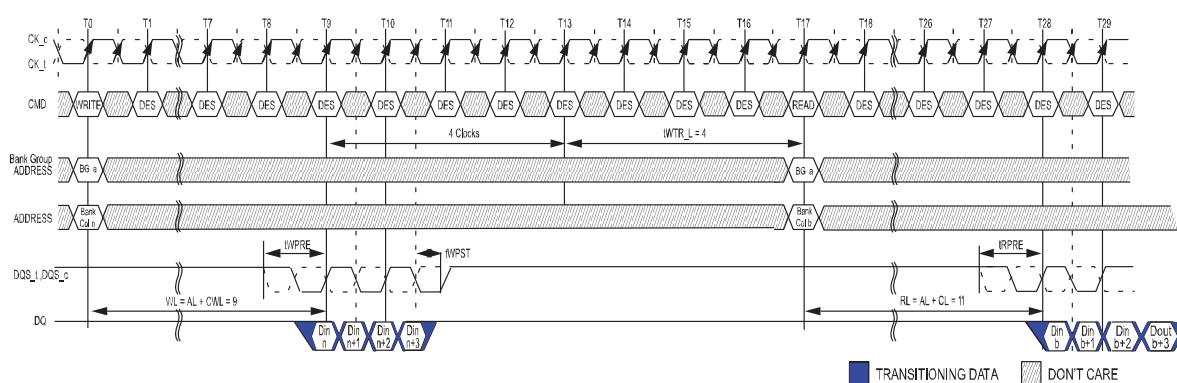 T0 T1 T7 T8 T9 T10 T11 T12 T13 T14 T15 T16 T17 T18 T26 T27 T28 T29
CK_c
CK_t
CMD WRITE DES DES DES DES DES DES DES DES DES DES DES READ DES DES DES DES DES
4 Clocks tWTR_L = 4
Bank Group
ADDRESS BG a BG a
ADDRESS Bank Col n Bank Col b
tWPRE tWPST tRPRE
DQS_t ,DQS_c
WL = AL + CWL = 9 RL = AL + CL = 11
DQ Din n Din n+1 Din n+2 Din n+3 Din b Din b+1 Din b+2 Dout b+3
TRANSITIONING DATA DON'T CARE